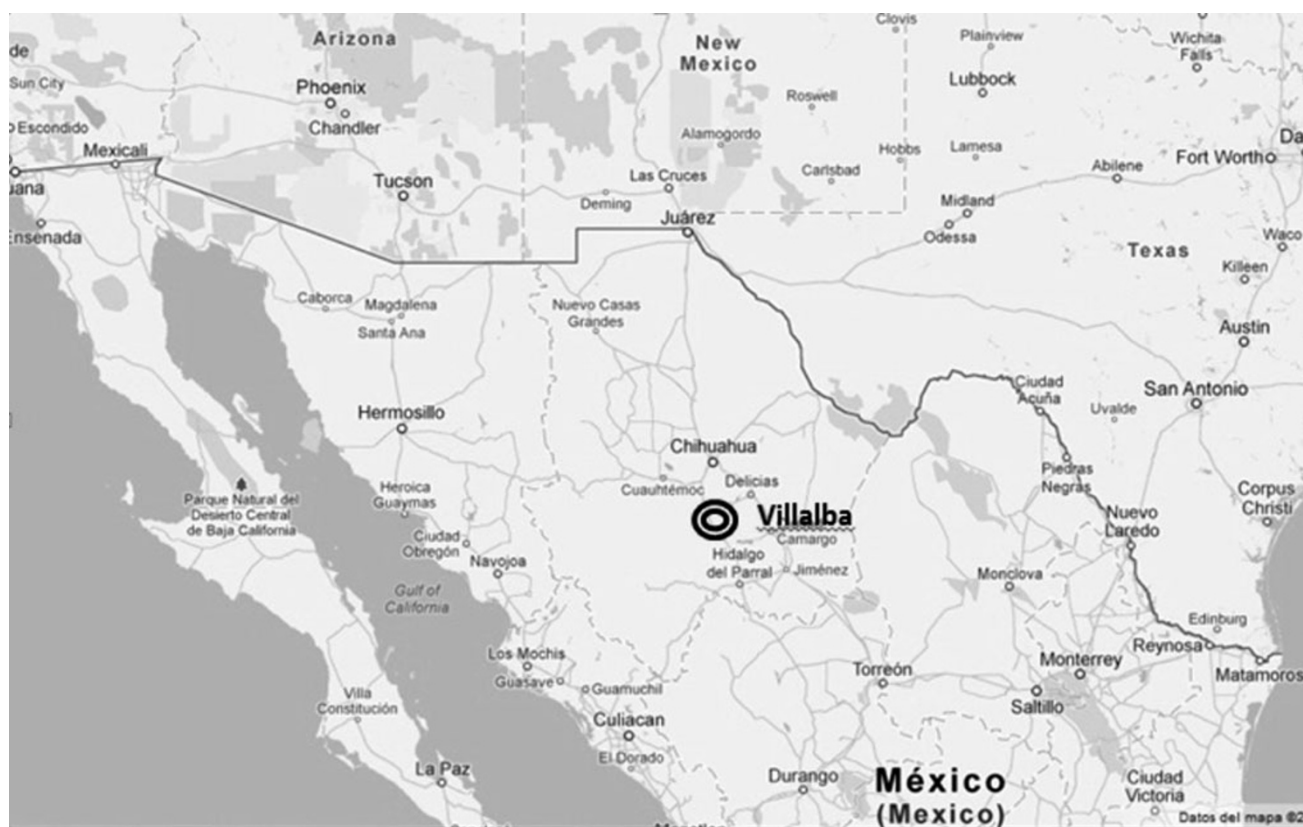 Clovis
Arizona
New
Mexico
Plainview
Wichita
Falls
de
Sun City
Phoenix
Chandler
Lubbock
Roswell
Escondido
Alamogordo
Hobbs
Lamesa
Mexicali
Carlsbad
Abilene
Fort Worth
Da
uana
Tucson
Las Cruces
Deming
Midland
Juárez
Odessa
Ensenada
Waco
Texas
Killeen
Caborca
Magdalena
Santa Ana
Nuevo Casas
Grandes
Austin
Ciudad
Acuña
San Antonio
Uvalde
Hermosillo
Chihuahua
Cuauhtémoc
Delicias
Piedras
Negras
Heroica
Guaymas
Parque Natural del
Desierto Central
de Baja California
Corpus
Christi
Nuevo
Laredo
Villalba
Camargo
Ciudad
Obregón
Navojoa
Hidalgo
del Parral
Jiménez
Monclova
Gulf of
California
Edinburg
Reynosa
Los Mochis
Guasave
Guamuchil
Torreón
Monterrey
Matamoros
Saltillo
Villa
Constitución
Culiacan
El Dorado
La Paz
Durango
México
(Mexico)
Ciudad
Victoria
Datos del mapa ©2